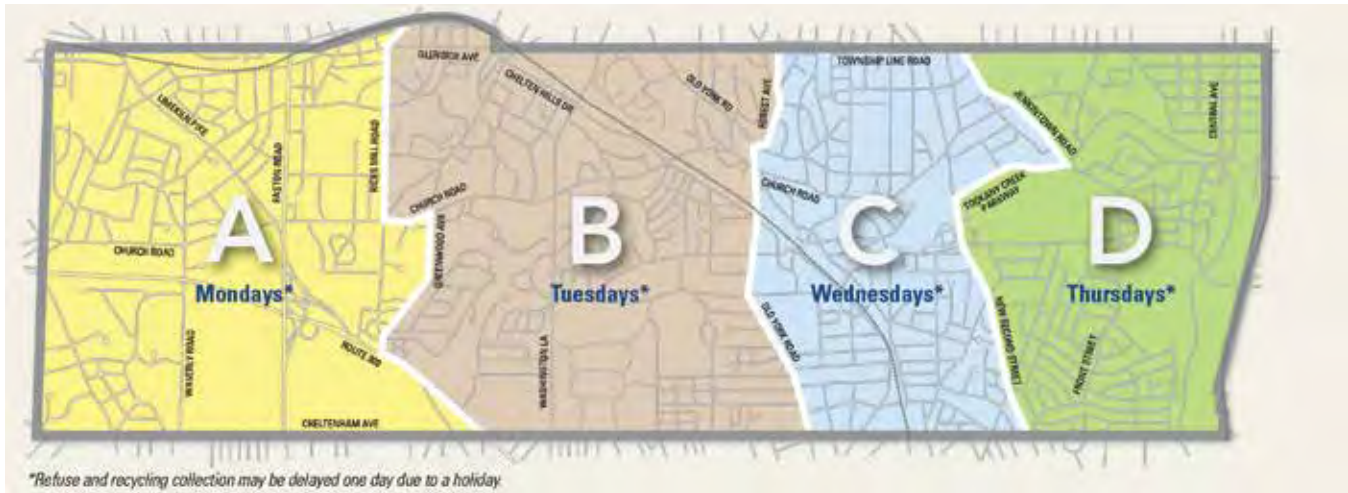 GLENSIDE AVE
TOWNSHIP LINE ROAD
CHELTEN HILLS DR.
OLD YORK RD
FOREST AVE
JENKINTOWN ROAD
CENTRAL AVE
LIMEKILN PIKE
EASTON ROAD
RICES MILL ROAD
CHURCH ROAD
CHURCH ROAD
TOOKANY CREEK
PARKWAY
A
B
C
D
CHURCH ROAD
GREENWOOD AVE
Mondays*
Tuesdays*
Wednesdays*
Thursdays*
WAVERLY ROAD
ROUTE 309
WASHINGTON LA
OLD YORK ROAD
NEW SECOND STREET
FRONT STREET
CHELTENHAM AVE
*Refuse and recycling collection may be delayed one day due to a holiday.